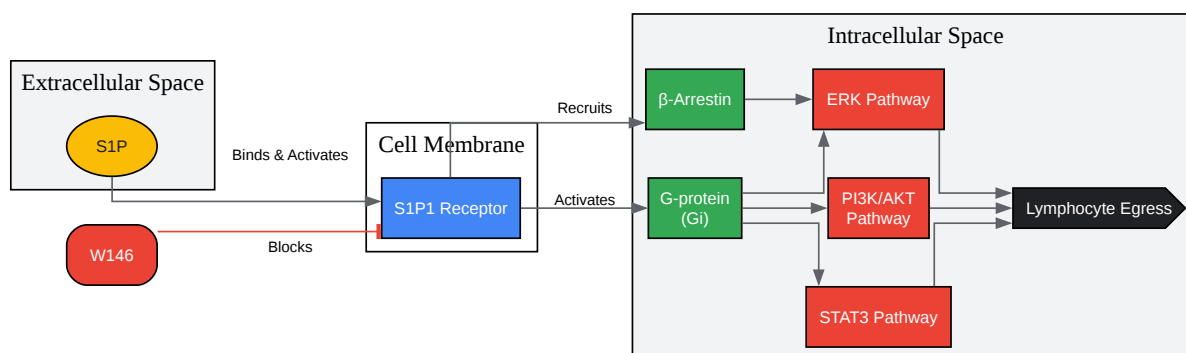 Extracellular Space
S1P
W146
Binds & Activates
Blocks
Cell Membrane
S1P1 Receptor
Recruits
Activates
Intracellular Space
β-Arrestin
ERK Pathway
G-protein
(Gi)
PI3K/AKT
Pathway
STAT3 Pathway
Lymphocyte Egress